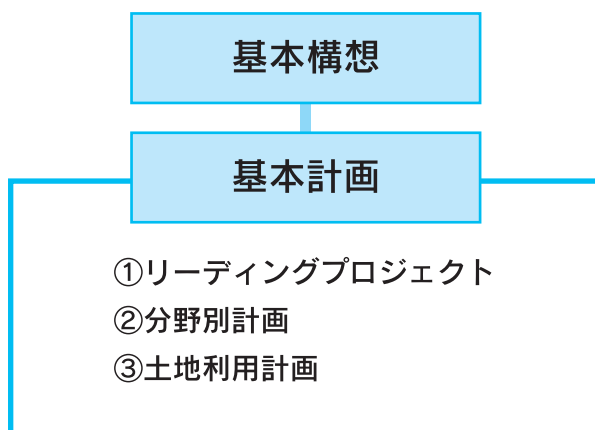 基本構想
基本計画
①リーディングプロジェクト
②分野別計画
③土地利用計画